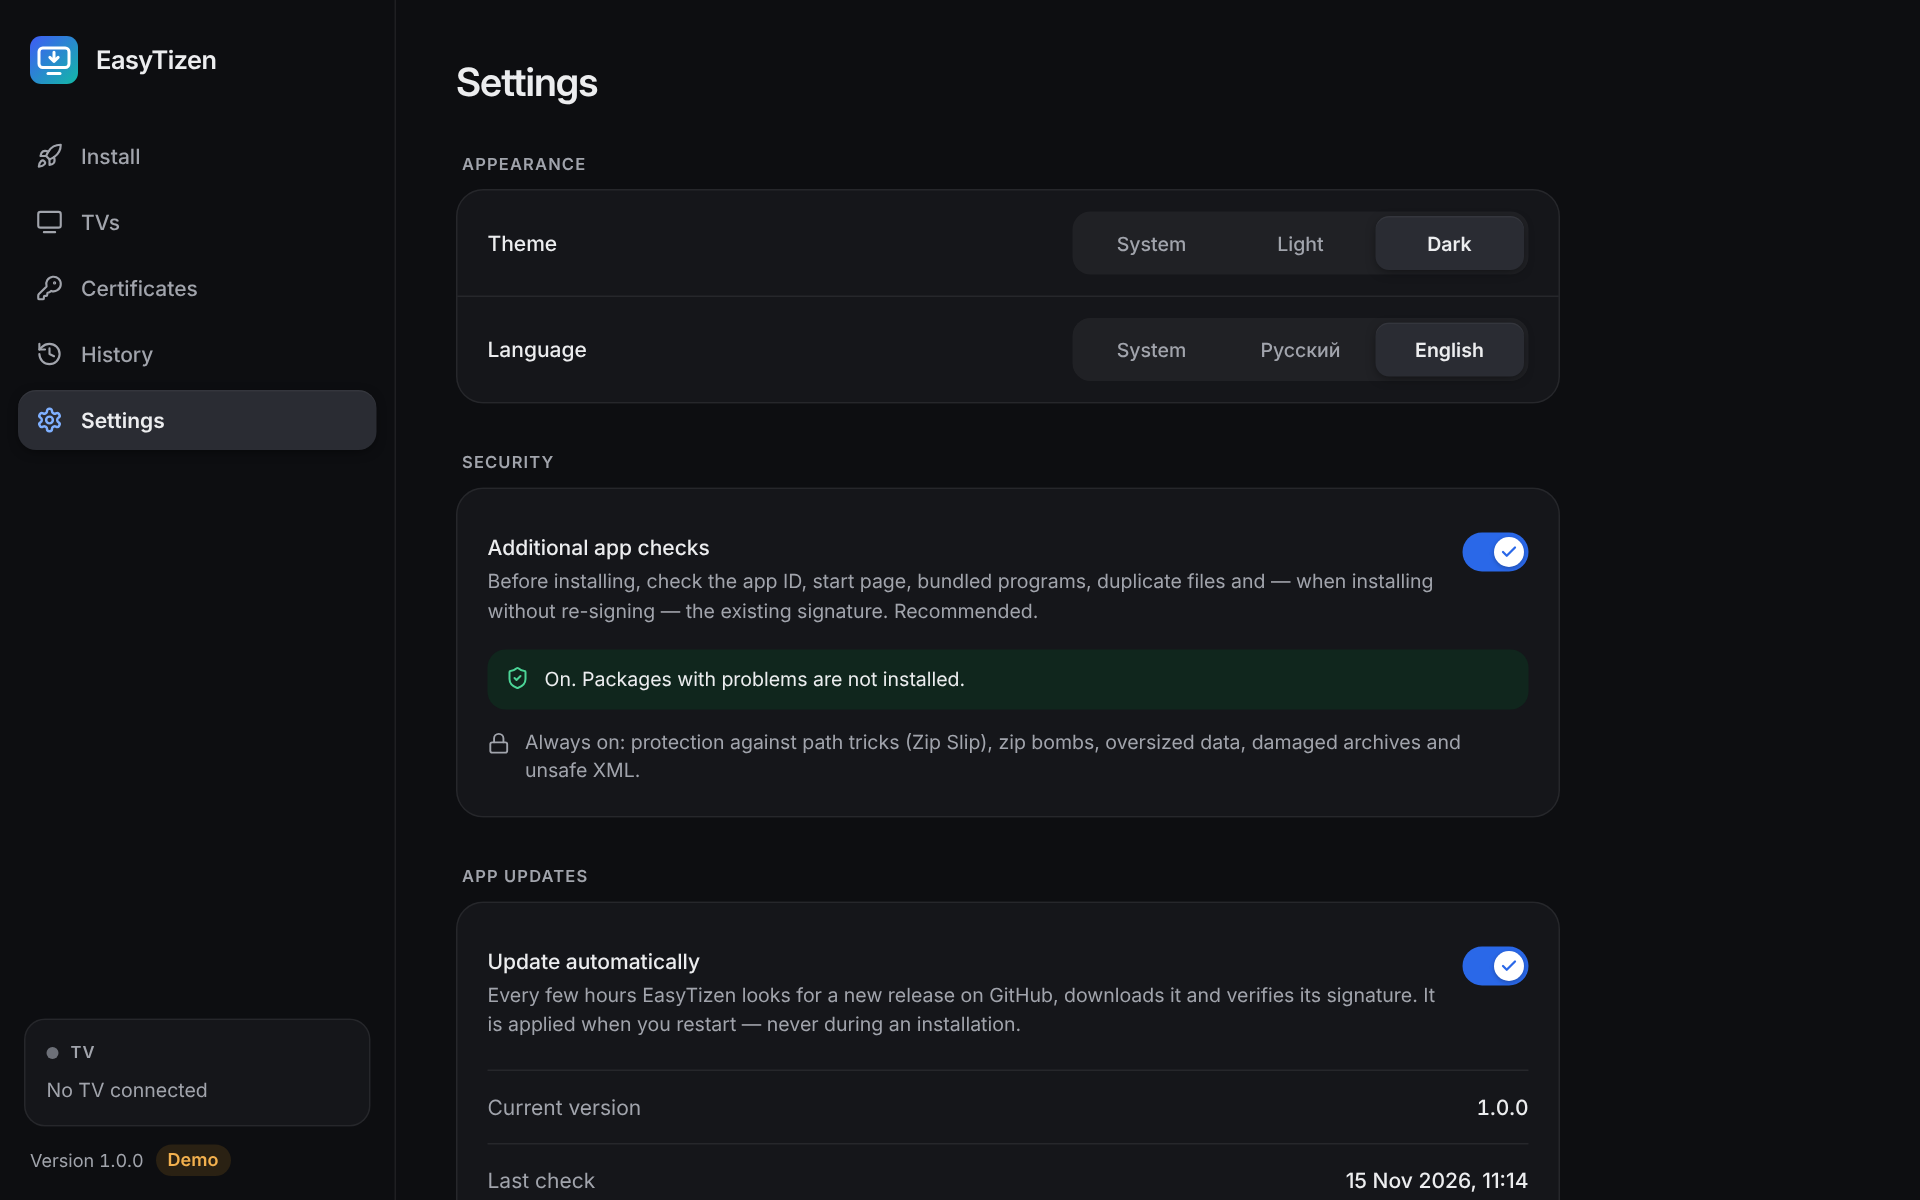 EasyTizen
Install
TVs
Certificates
History
Settings
TV
No TV connected
Version 1.0.0 Demo
Settings
APPEARANCE
Theme System Light Dark
Language System Русский English
SECURITY
Additional app checks
Before installing, check the app ID, start page, bundled programs, duplicate files and — when installing
without re-signing — the existing signature. Recommended.
On. Packages with problems are not installed.
Always on: protection against path tricks (Zip Slip), zip bombs, oversized data, damaged archives and
unsafe XML.
APP UPDATES
Update automatically
Every few hours EasyTizen looks for a new release on GitHub, downloads it and verifies its signature. It
is applied when you restart — never during an installation.
Current version 1.0.0
Last check 15 Nov 2026, 11:14